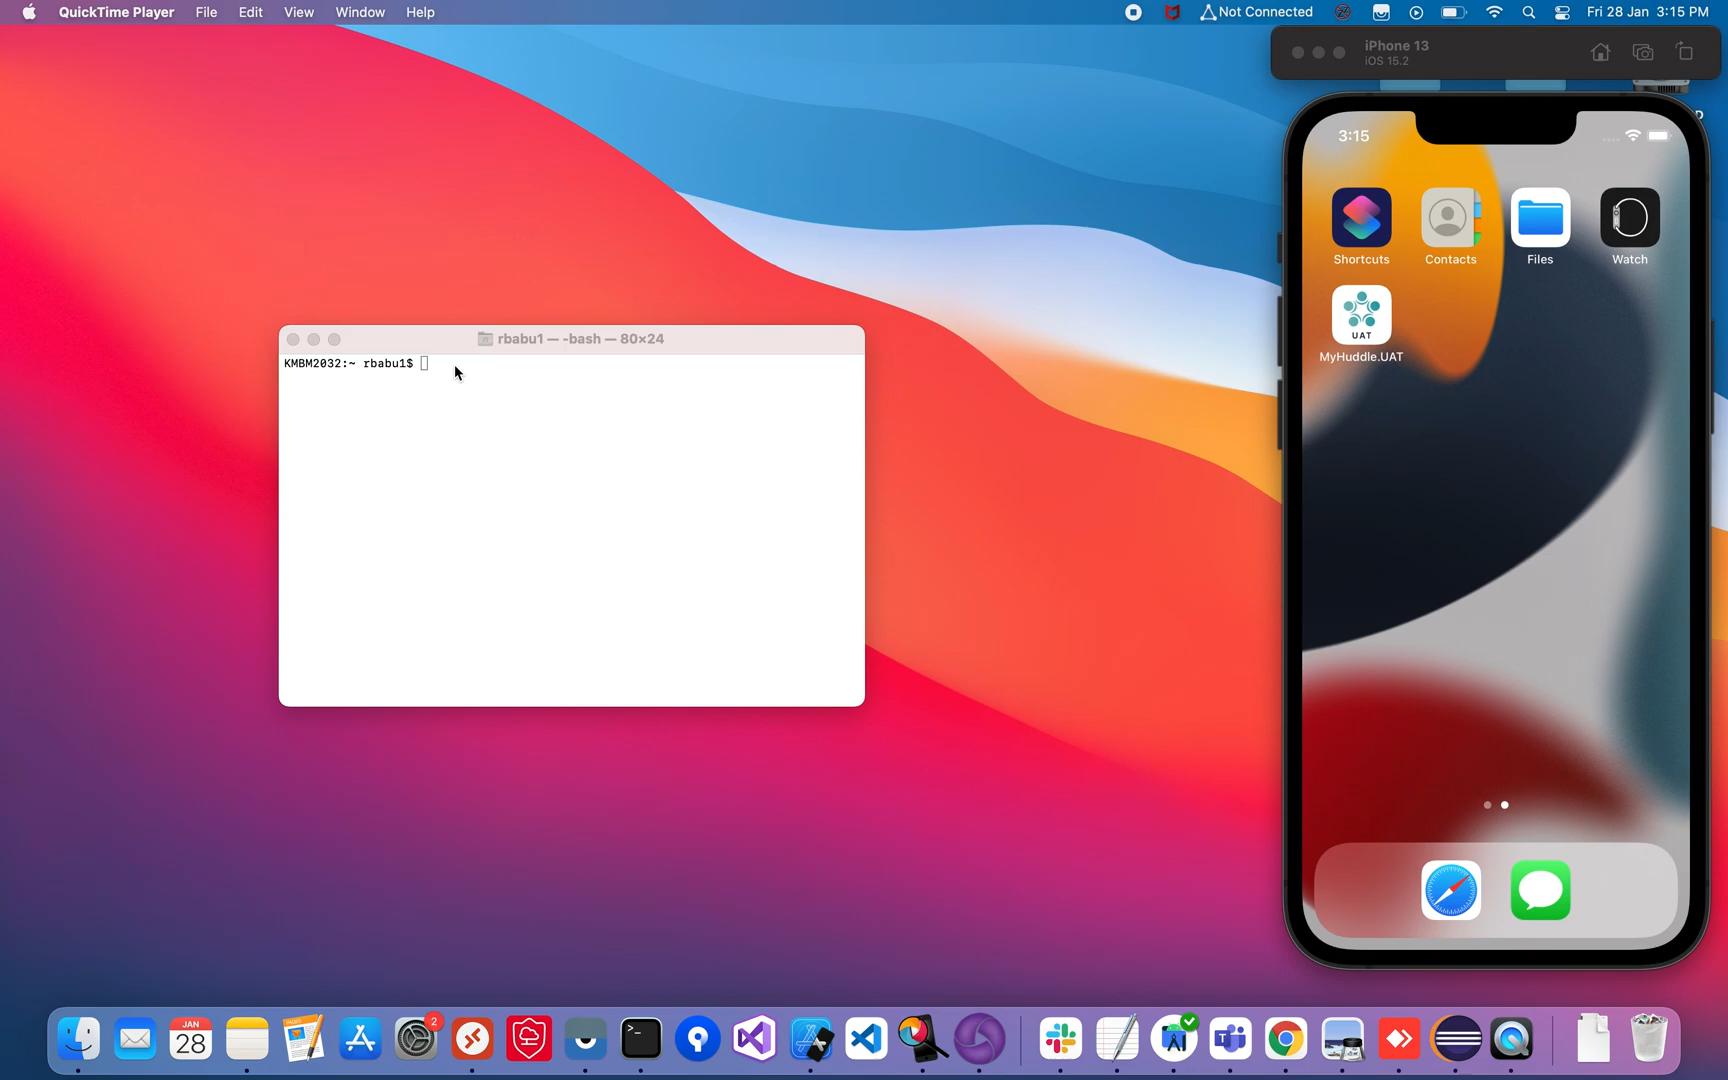 QuickTime Player File Edit View Window Help Not Connected Fri 28 Jan 3:15 PM
iPhone 13
iOS 15.2
3:15
Shortcuts Contacts Files Watch
UAT
MyHuddle.UAT
rbabu1 — -bash — 80×24
KMBM2032:~ rbabu1$
JAN
28
PAGES
2
>_